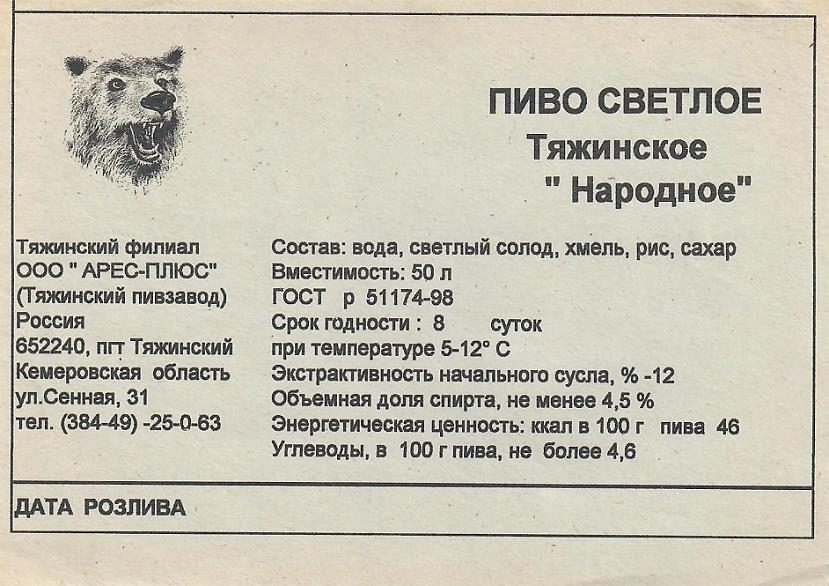 ПИВО СВЕТЛОЕ
Тяжинское
" Народное"
Тяжинский филиал
ООО " АРЕС-ПЛЮС"
(Тяжинский пивзавод)
Россия
652240, пгт Тяжинский
Кемеровская область
ул.Сенная, 31
тел. (384-49) -25-0-63
Состав: вода, светлый солод, хмель, рис, сахар
Вместимость: 50 л
ГОСТ р 51174-98
Срок годности : 8 суток
при температуре 5-12° С
Экстрактивность начального сусла, % -12
Объемная доля спирта, не менее 4,5 %
Энергетическая ценность: ккал в 100 г пива 46
Углеводы, в 100 г пива, не более 4,6
ДАТА РОЗЛИВА